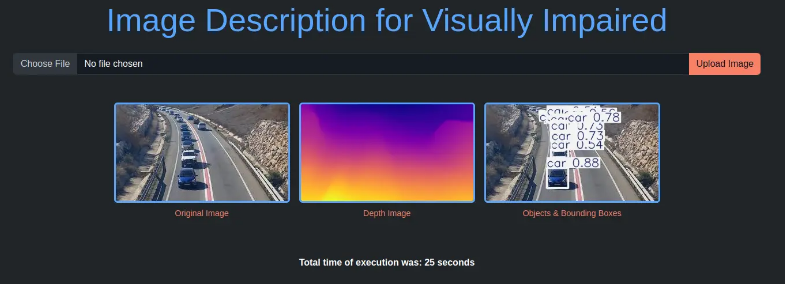 Image Description for Visually Impaired
Choose File No file chosen Upload Image
car 0.78
car 0.73
car 0.73
car 0.54
car 0.88
Original Image Depth Image Objects & Bounding Boxes
Total time of execution was: 25 seconds